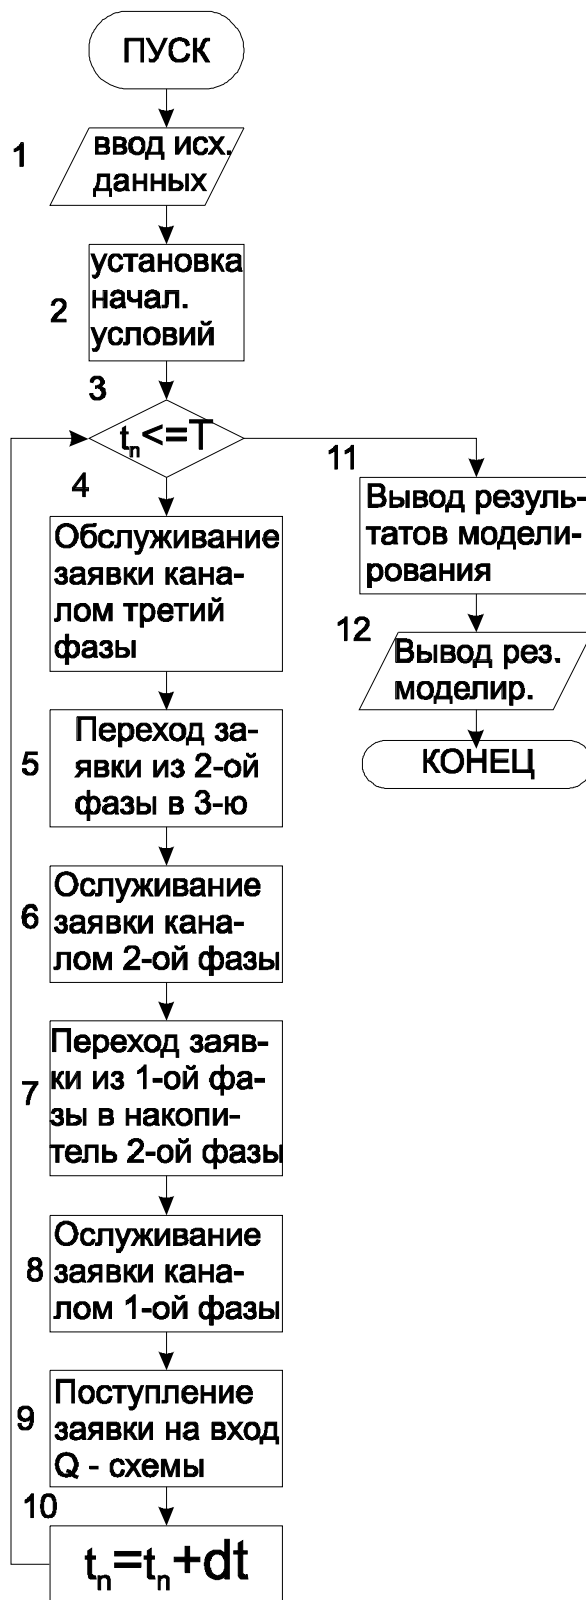 ПУСК
1
ввод исх.
данных
2
установка
начал.
условий
3
tₙ<=T
4
Обслуживание
заявки кана-
лом третий
фазы
5
Переход за-
явки из 2-ой
фазы в 3-ю
6
Ослуживание
заявки кана-
лом 2-ой фазы
7
Переход заяв-
ки из 1-ой фа-
зы в накопи-
тель 2-ой фазы
8
Ослуживание
заявки кана-
лом 1-ой фазы
9
Поступление
заявки на вход
Q - схемы
10
tₙ=tₙ+dt
11
Вывод резуль-
татов модели-
рования
12
Вывод рез.
моделир.
КОНЕЦ